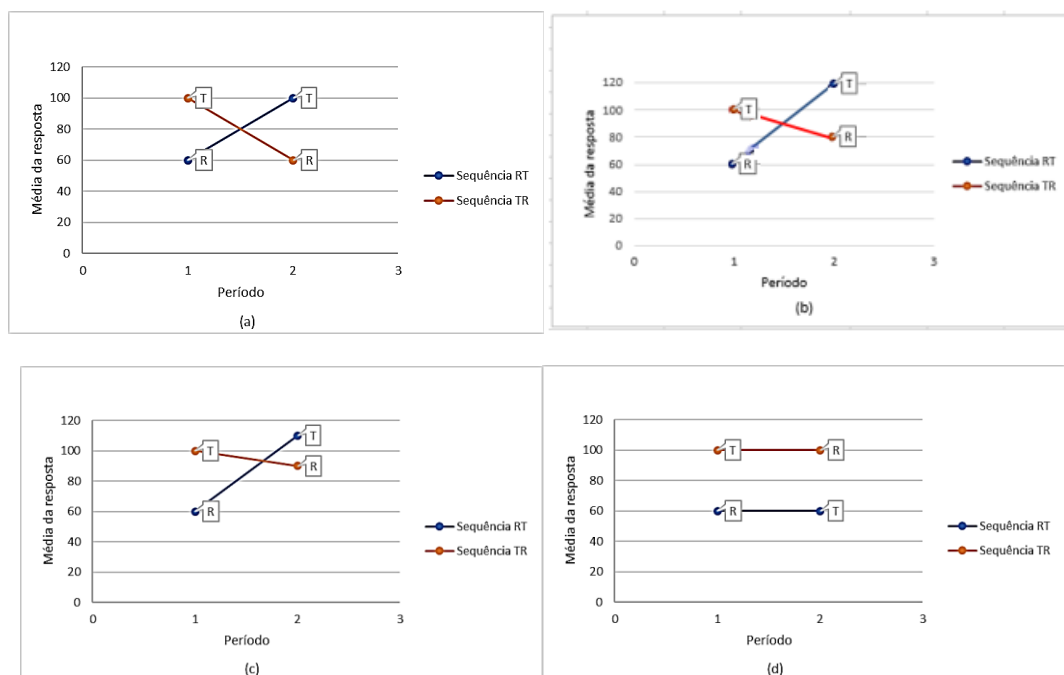 120
100
80
60
40
20
0
0
1
2
3
Média da resposta
Período
T
T
R
R
Sequência RT
Sequência TR
(a)
120
100
80
60
40
20
0
0
1
2
3
Média da resposta
Período
T
T
R
R
Sequência RT
Sequência TR
(b)
120
100
80
60
40
20
0
0
1
2
3
Média da resposta
Período
T
T
R
R
Sequência RT
Sequência TR
(c)
120
100
80
60
40
20
0
0
1
2
3
Média da resposta
Período
T
R
R
T
Sequência RT
Sequência TR
(d)